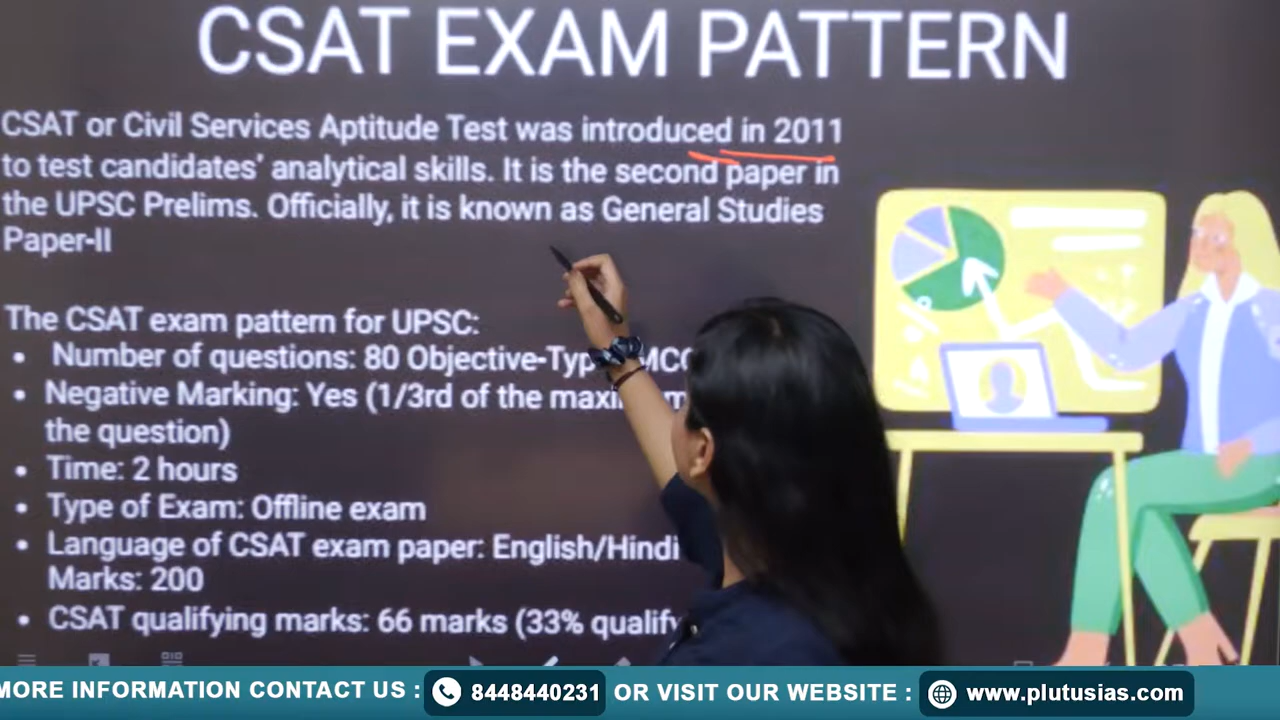 CSAT EXAM PATTERN
CSAT or Civil Services Aptitude Test was introduced in 2011
to test candidates' analytical skills. It is the second paper in
the UPSC Prelims. Officially, it is known as General Studies
Paper-II
The CSAT exam pattern for UPSC:
• Number of questions: 80 Objective-Typ MC
• Negative Marking: Yes (1/3rd of the
the question)
• Time: 2 hours
• Type of Exam: Offline exam
• Language of CSAT exam paper: English/Hindi
Marks: 200
• CSAT qualifying marks: 66 marks (33%
MORE INFORMATION CONTACT US : 8448440231 OR VISIT OUR WEBSITE : www.plutusias.com